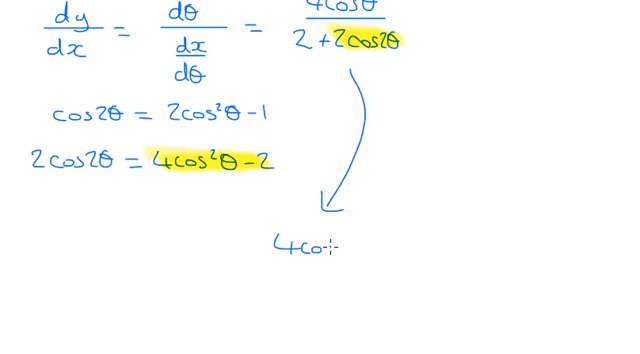 dy/dx = dθ / dx/dθ = 4cosθ / 2 + 2cos2θ
cos2θ = 2cos²θ - 1
2cos2θ = 4cos²θ - 2
4co